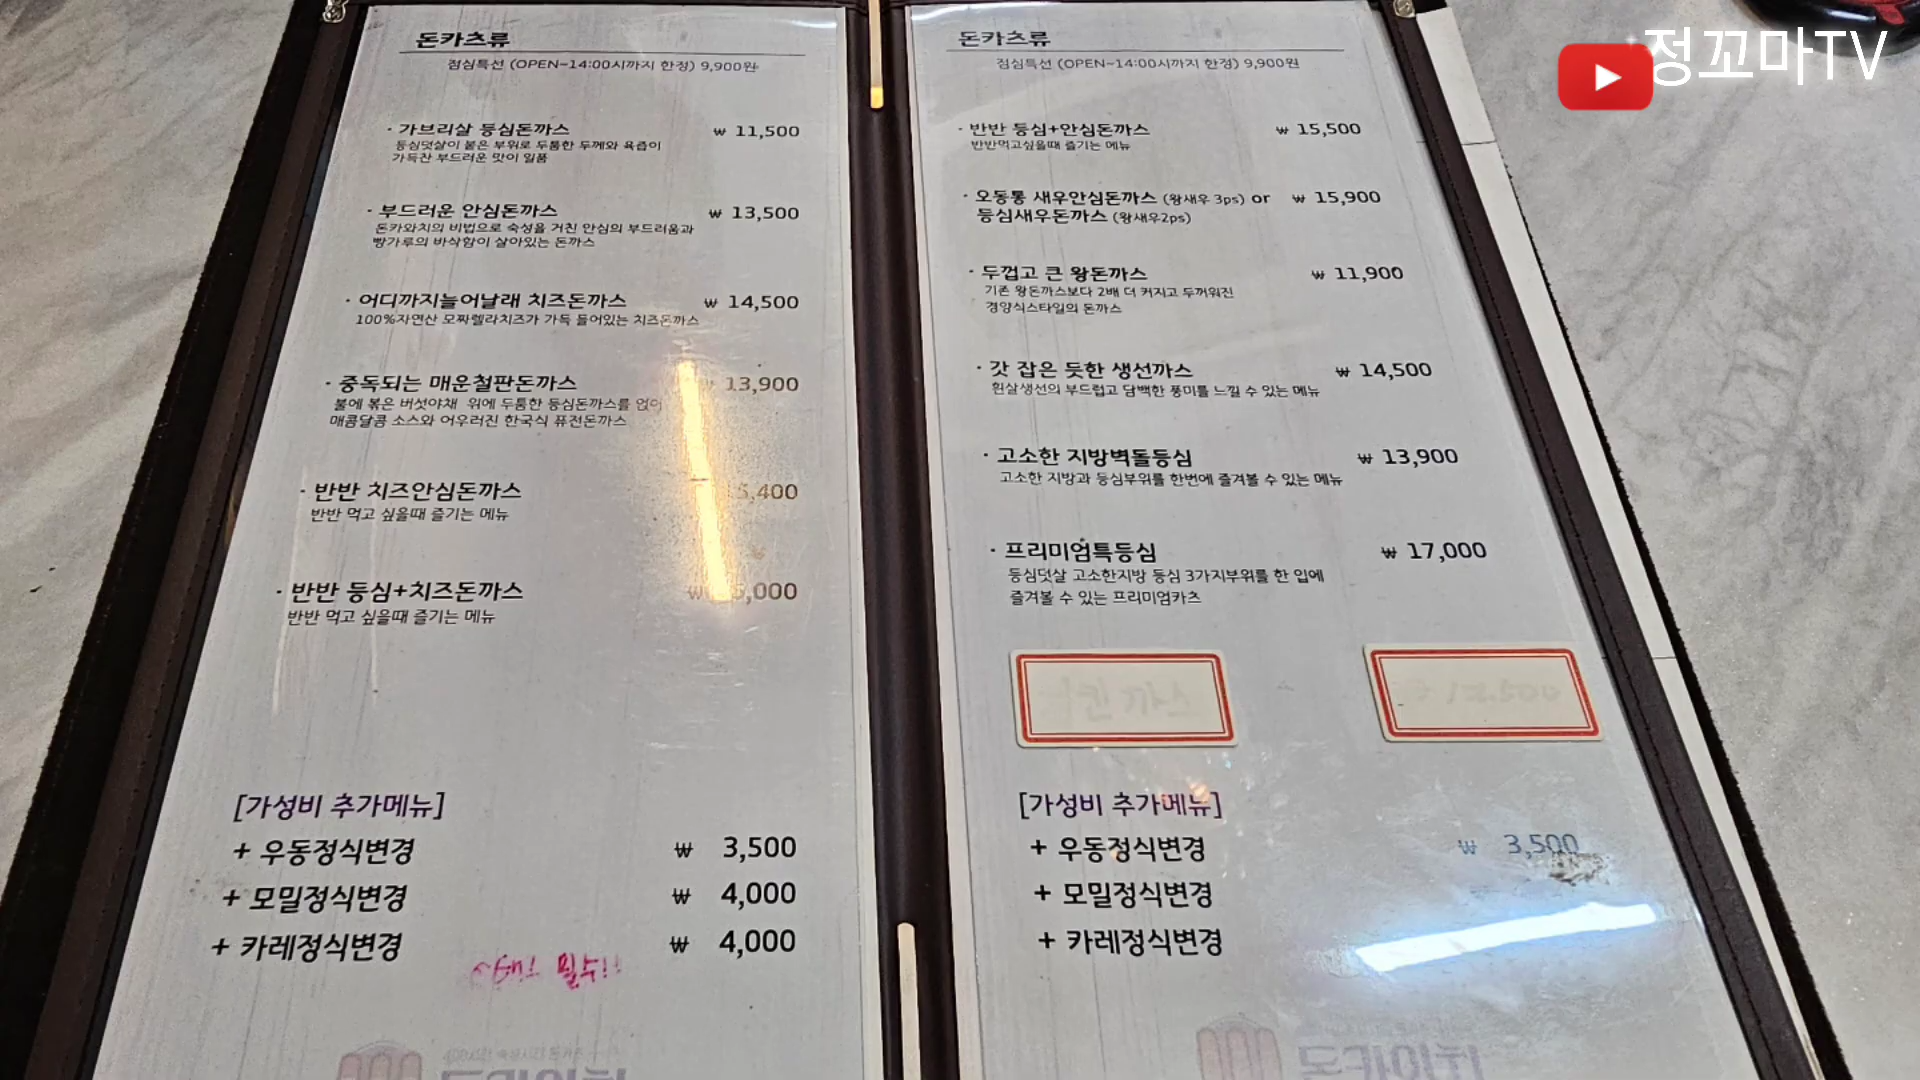 돈카츠류
점심특선 (OPEN~14:00시까지 한정) 9,900원
· 가브리살 등심돈까스 ₩ 11,500
등심덧살이 붙은 부위로 두툼한 두께와 육즙이
가득찬 부드러운 맛이 일품
· 부드러운 안심돈까스 ₩ 13,500
돈카와치의 비법으로 숙성을 거친 안심의 부드러움과
빵가루의 바삭함이 살아있는 돈까스
· 어디까지늘어날래 치즈돈까스 ₩ 14,500
100%자연산 모짜렐라치즈가 가득 들어있는 치즈돈까스
· 중독되는 매운철판돈까스 13,900
불에 볶은 버섯야채 위에 두툼한 등심돈까스를 얹어
매콤달콤 소스와 어우러진 한국식 퓨전돈까스
· 반반 치즈안심돈까스
반반 먹고 싶을때 즐기는 메뉴
· 반반 등심+치즈돈까스
반반 먹고 싶을때 즐기는 메뉴
[가성비 추가메뉴]
+ 우동정식변경 ₩ 3,500
+ 모밀정식변경 ₩ 4,000
+ 카레정식변경 ₩ 4,000
돈카츠류
점심특선 (OPEN~14:00시까지 한정) 9,900원
· 반반 등심+안심돈까스 ₩ 15,500
반반먹고싶을때 즐기는 메뉴
· 오동통 새우안심돈까스 (왕새우 3ps) or ₩ 15,900
등심새우돈까스 (왕새우2ps)
· 두껍고 큰 왕돈까스 ₩ 11,900
기존 왕돈까스보다 2배 더 커지고 두꺼워진
경양식스타일의 돈까스
· 갓 잡은 듯한 생선까스 ₩ 14,500
흰살생선의 부드럽고 담백한 풍미를 느낄 수 있는 메뉴
· 고소한 지방벽돌등심 ₩ 13,900
고소한 지방과 등심부위를 한번에 즐겨볼 수 있는 메뉴
· 프리미엄특등심 ₩ 17,000
등심덧살 고소한지방 등심 3가지부위를 한 입에
즐겨볼 수 있는 프리미엄카츠
[가성비 추가메뉴]
+ 우동정식변경 ₩ 3,500
+ 모밀정식변경
+ 카레정식변경
정꼬마TV